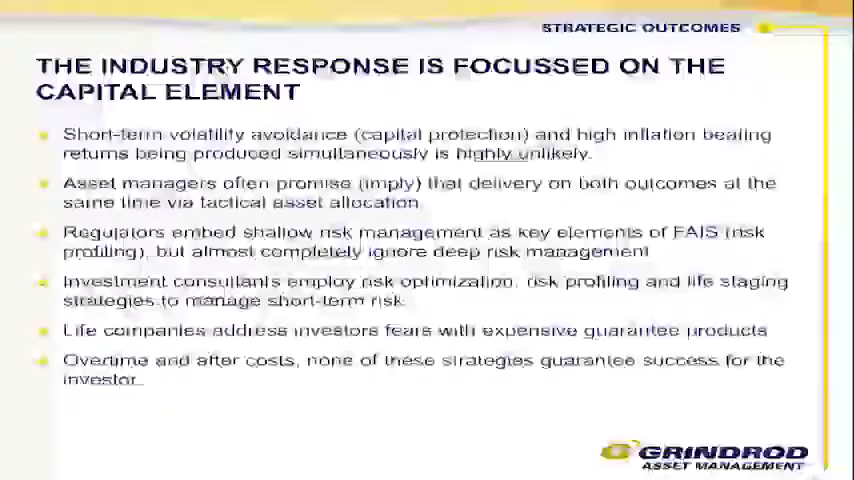 STRATEGIC OUTCOMES
THE INDUSTRY RESPONSE IS FOCUSSED ON THE
CAPITAL ELEMENT
Short-term volatility avoidance (capital protection) and high inflation beating
returns being produced simultaneously is highly unlikely.
Asset managers often promise (imply) that delivery on both outcomes at the
same time via tactical asset allocation.
Regulators embed shallow risk management as key elements of FAIS (risk
profiling), but almost completely ignore deep risk management
Investment consultants employ risk optimization, risk profiling and life staging
strategies to manage short-term risk.
Life companies address investors fears with expensive guarantee products
Overtime and after costs, none of these strategies guarantee success for the
investor.
GRINDROD
ASSET MANAGEMENT